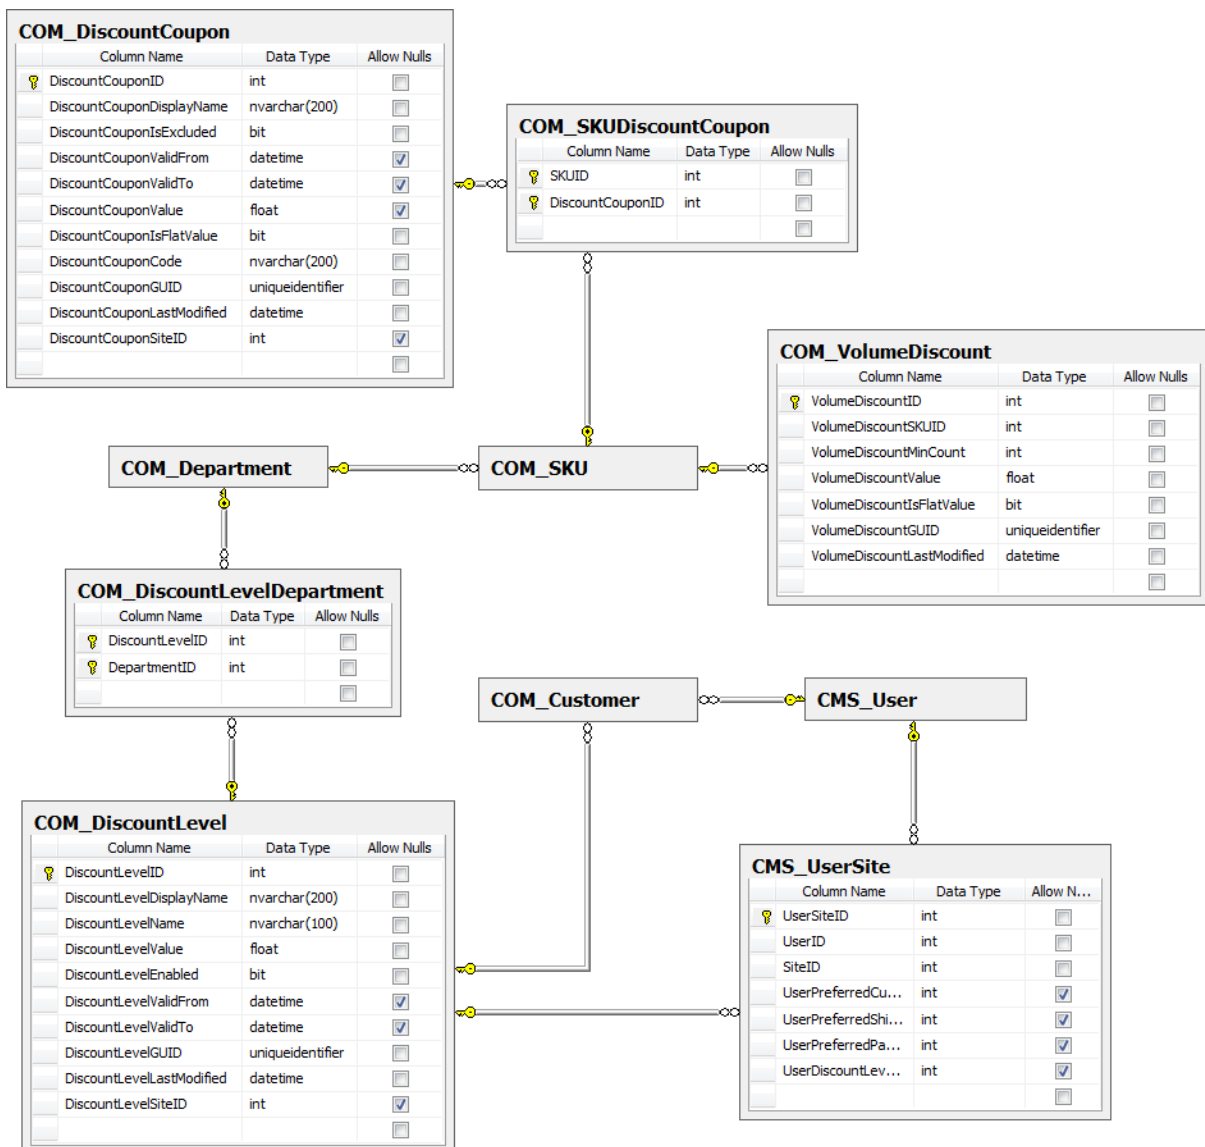 COM_DiscountCoupon
Column Name Data Type Allow Nulls
DiscountCouponID int
DiscountCouponDisplayName nvarchar(200)
DiscountCouponIsExcluded bit
DiscountCouponValidFrom datetime
DiscountCouponValidTo datetime
DiscountCouponValue float
DiscountCouponIsFlatValue bit
DiscountCouponCode nvarchar(200)
DiscountCouponGUID uniqueidentifier
DiscountCouponLastModified datetime
DiscountCouponSiteID int
COM_SKUDiscountCoupon
Column Name Data Type Allow Nulls
SKUID int
DiscountCouponID int
COM_VolumeDiscount
Column Name Data Type Allow Nulls
VolumeDiscountID int
VolumeDiscountSKUID int
VolumeDiscountMinCount int
VolumeDiscountValue float
VolumeDiscountIsFlatValue bit
VolumeDiscountGUID uniqueidentifier
VolumeDiscountLastModified datetime
COM_Department
COM_SKU
COM_DiscountLevelDepartment
Column Name Data Type Allow Nulls
DiscountLevelID int
DepartmentID int
COM_Customer
CMS_User
COM_DiscountLevel
Column Name Data Type Allow Nulls
DiscountLevelID int
DiscountLevelDisplayName nvarchar(200)
DiscountLevelName nvarchar(100)
DiscountLevelValue float
DiscountLevelEnabled bit
DiscountLevelValidFrom datetime
DiscountLevelValidTo datetime
DiscountLevelGUID uniqueidentifier
DiscountLevelLastModified datetime
DiscountLevelSiteID int
CMS_UserSite
Column Name Data Type Allow N...
UserSiteID int
UserID int
SiteID int
UserPreferredCu... int
UserPreferredShi... int
UserPreferredPa... int
UserDiscountLev... int